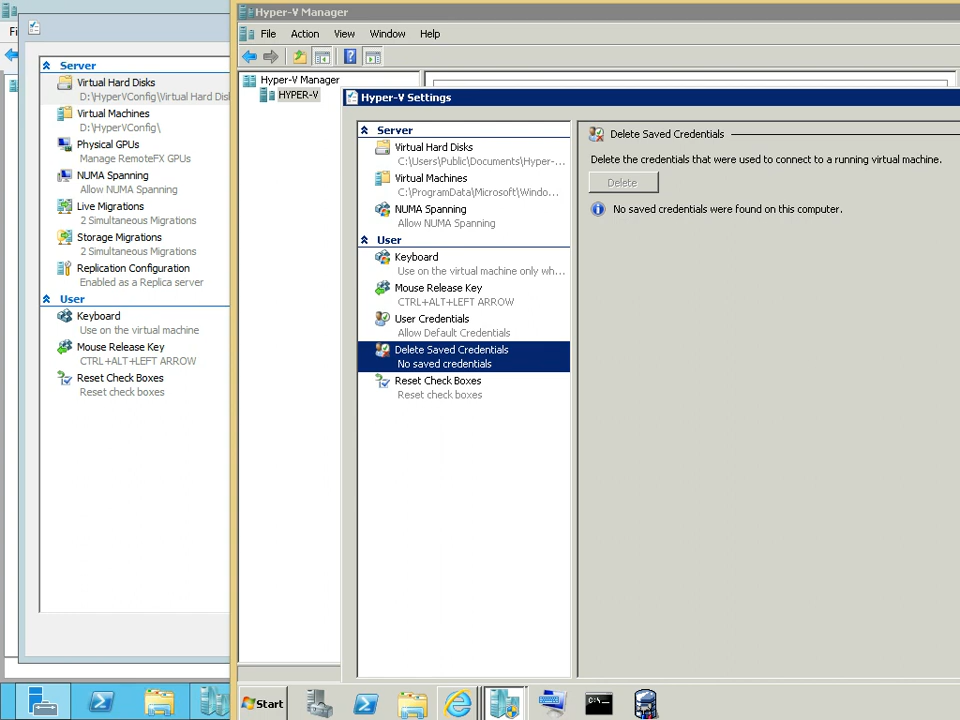 Fi
Server
Virtual Hard Disks
D:\HyperVConfig\Virtual Hard Dis
Virtual Machines
D:\HyperVConfig\
Physical GPUs
Manage RemoteFX GPUs
NUMA Spanning
Allow NUMA Spanning
Live Migrations
2 Simultaneous Migrations
Storage Migrations
2 Simultaneous Migrations
Replication Configuration
Enabled as a Replica server
User
Keyboard
Use on the virtual machine
Mouse Release Key
CTRL+ALT+LEFT ARROW
Reset Check Boxes
Reset check boxes
Hyper-V Manager
File Action View Window Help
Hyper-V Manager
HYPER-V
Hyper-V Settings
Server
Virtual Hard Disks
C:\Users\Public\Documents\Hyper-...
Virtual Machines
C:\ProgramData\Microsoft\Windo...
NUMA Spanning
Allow NUMA Spanning
User
Keyboard
Use on the virtual machine only wh...
Mouse Release Key
CTRL+ALT+LEFT ARROW
User Credentials
Allow Default Credentials
Delete Saved Credentials
No saved credentials
Reset Check Boxes
Reset check boxes
Delete Saved Credentials
Delete the credentials that were used to connect to a running virtual machine.
Delete
No saved credentials were found on this computer.
Start